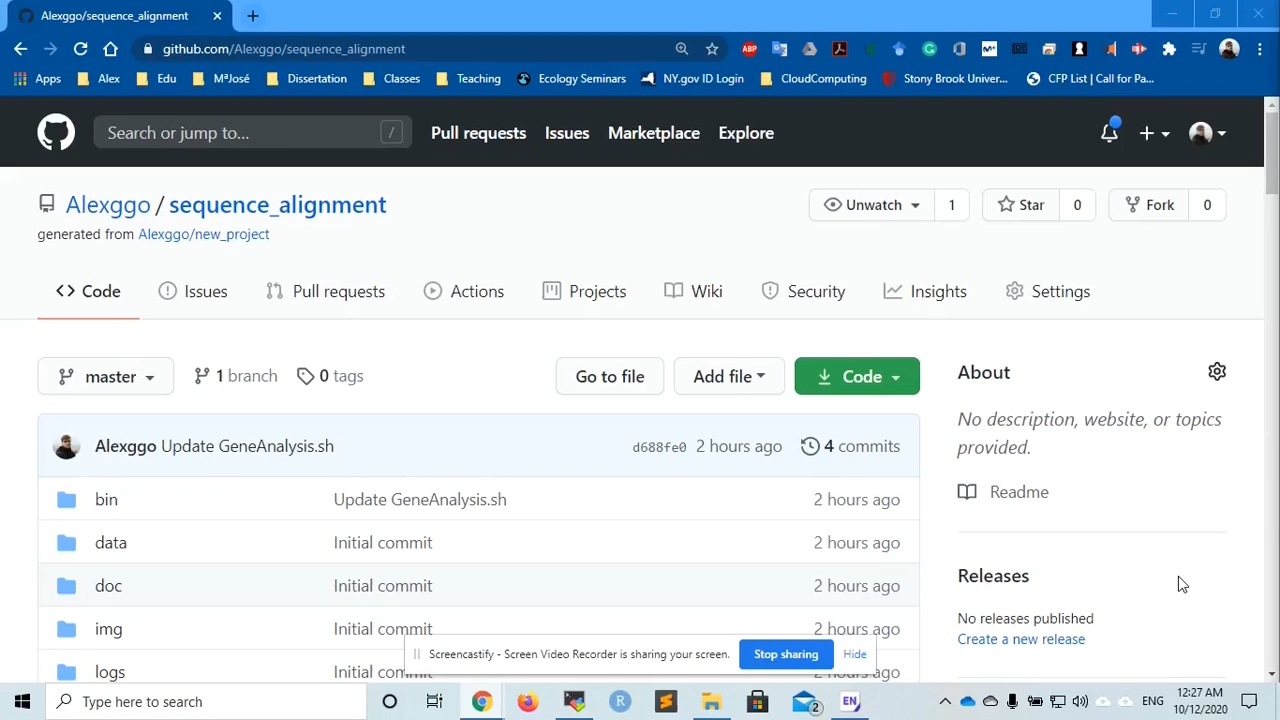 Alexggo/sequence_alignment
github.com/Alexggo/sequence_alignment
ABP
Apps Alex Edu MªJosé Dissertation Classes Teaching Ecology Seminars NY.gov ID Login CloudComputing Stony Brook Univer... CFP List | Call for Pa...
Search or jump to... / Pull requests Issues Marketplace Explore
Alexggo / sequence_alignment Unwatch 1 Star 0 Fork 0
generated from Alexggo/new_project
Code Issues Pull requests Actions Projects Wiki Security Insights Settings
master 1 branch 0 tags Go to file Add file Code About
No description, website, or topics
provided.
Alexggo Update GeneAnalysis.sh d688fe0 2 hours ago 4 commits
bin Update GeneAnalysis.sh 2 hours ago Readme
data Initial commit 2 hours ago
doc Initial commit 2 hours ago Releases
img Initial commit 2 hours ago No releases published
Create a new release
Screencastify - Screen Video Recorder is sharing your screen. Stop sharing Hide
logs Initial commit 2 hours ago
Type here to search R S 2 EN ENG 12:27 AM
10/12/2020